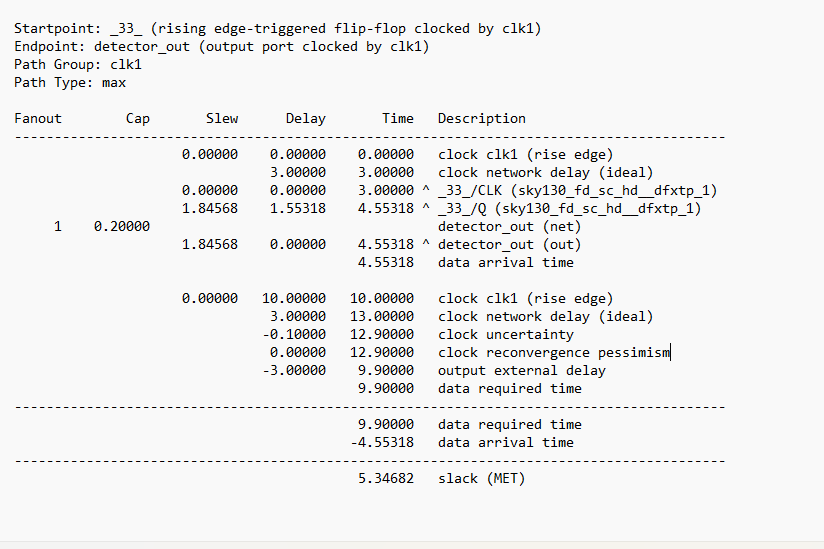 Startpoint: _33_ (rising edge-triggered flip-flop clocked by clk1)
Endpoint: detector_out (output port clocked by clk1)
Path Group: clk1
Path Type: max
Fanout     Cap     Slew     Delay     Time   Description
-----------------------------------------------------------------------------------------
0.00000   0.00000   0.00000   clock clk1 (rise edge)
3.00000   3.00000   clock network delay (ideal)
0.00000   0.00000   3.00000 ^ _33_/CLK (sky130_fd_sc_hd__dfxtp_1)
1.84568   1.55318   4.55318 ^ _33_/Q (sky130_fd_sc_hd__dfxtp_1)
1   0.20000   detector_out (net)
1.84568   0.00000   4.55318 ^ detector_out (out)
4.55318   data arrival time
0.00000   10.00000   10.00000   clock clk1 (rise edge)
3.00000   13.00000   clock network delay (ideal)
-0.10000   12.90000   clock uncertainty
0.00000   12.90000   clock reconvergence pessimism
-3.00000   9.90000   output external delay
9.90000   data required time
-----------------------------------------------------------------------------------------
9.90000   data required time
-4.55318   data arrival time
-----------------------------------------------------------------------------------------
5.34682   slack (MET)